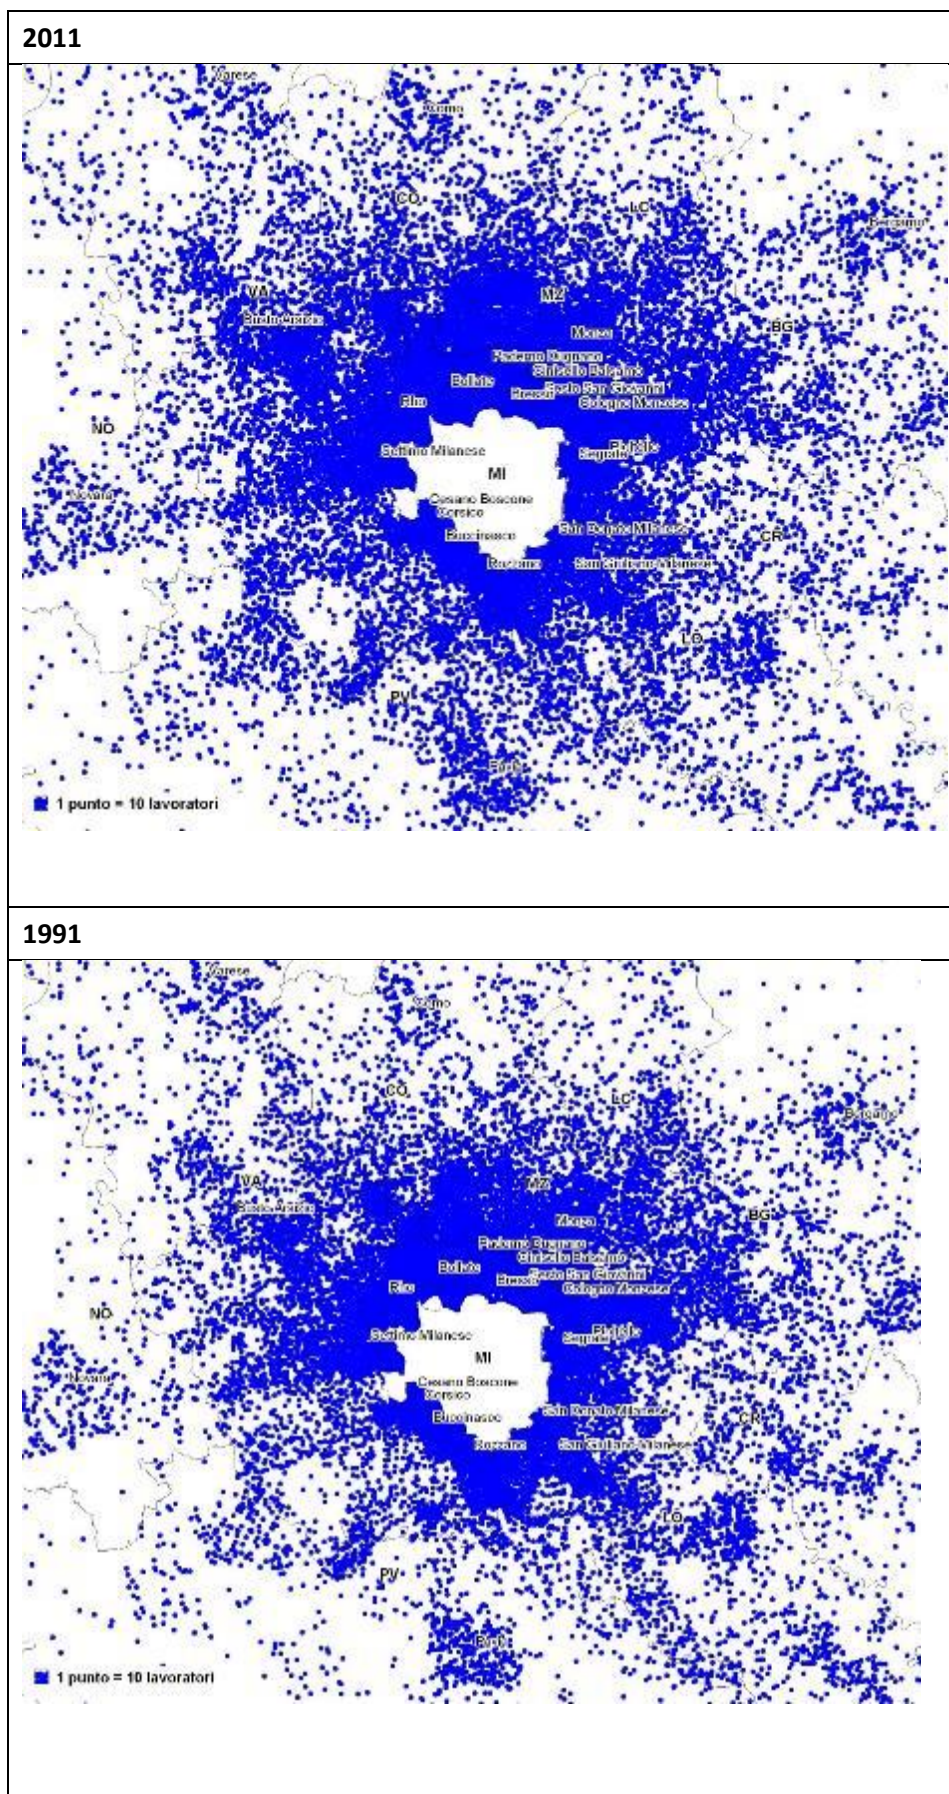 2011
Varese
Como
CO
LC
Bergamo
VA
MZ
Busto Arsizio
BG
Monza
Paderno Dugnano
Cinisello Balsamo
Bollate
Sesto San Giovanni
Bresso
Cologno Monzese
Rho
NO
Settimo Milanese
Segrate
MI
Novara
Cesano Boscone
Corsico
San Donato Milanese
Buccinasco
CR
Rozzano
San Giuliano Milanese
LO
PV
Pavia
1 punto = 10 lavoratori
1991
Varese
Como
CO
LC
Bergamo
VA
MZ
Busto Arsizio
BG
Monza
Paderno Dugnano
Cinisello Balsamo
Bollate
Sesto San Giovanni
Bresso
Cologno Monzese
Rho
NO
Settimo Milanese
Segrate
MI
Novara
Cesano Boscone
Corsico
San Donato Milanese
Buccinasco
CR
Rozzano
San Giuliano Milanese
LO
PV
Pavia
1 punto = 10 lavoratori